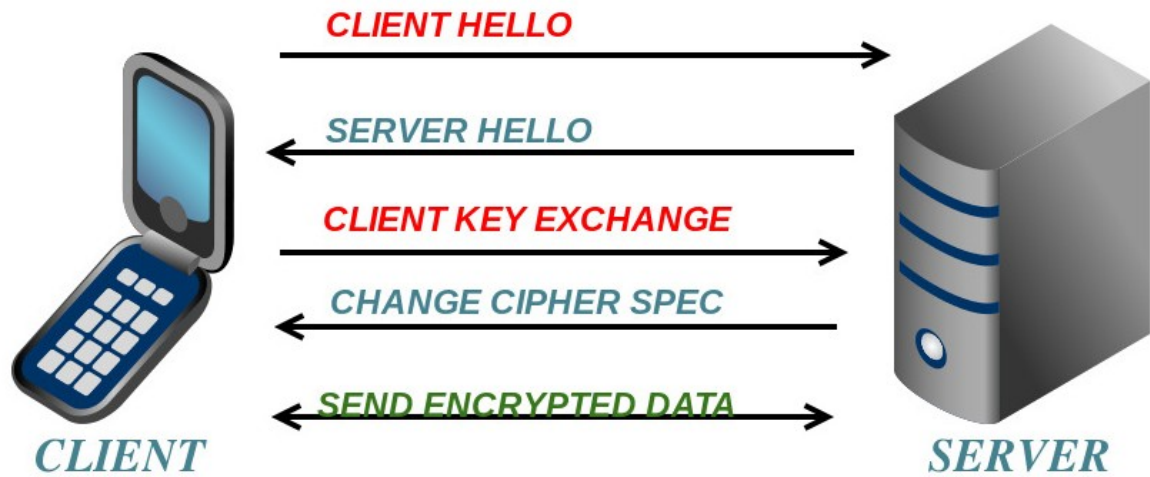 CLIENT HELLO
SERVER HELLO
CLIENT KEY EXCHANGE
CHANGE CIPHER SPEC
SEND ENCRYPTED DATA
CLIENT
SERVER